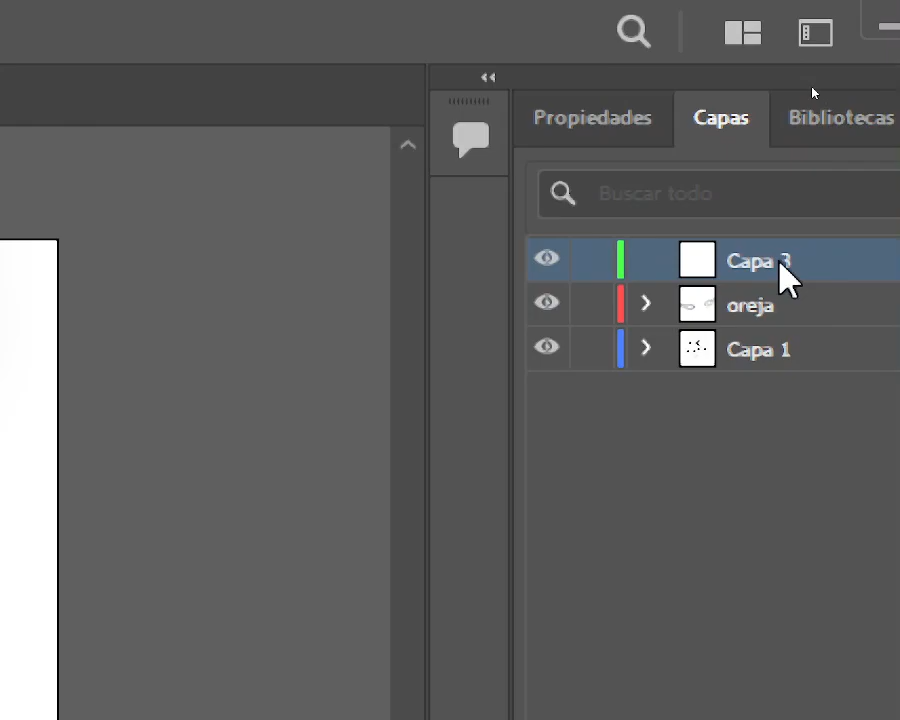 Propiedades Capas Bibliotecas
Buscar todo
Capa 3
oreja
Capa 1